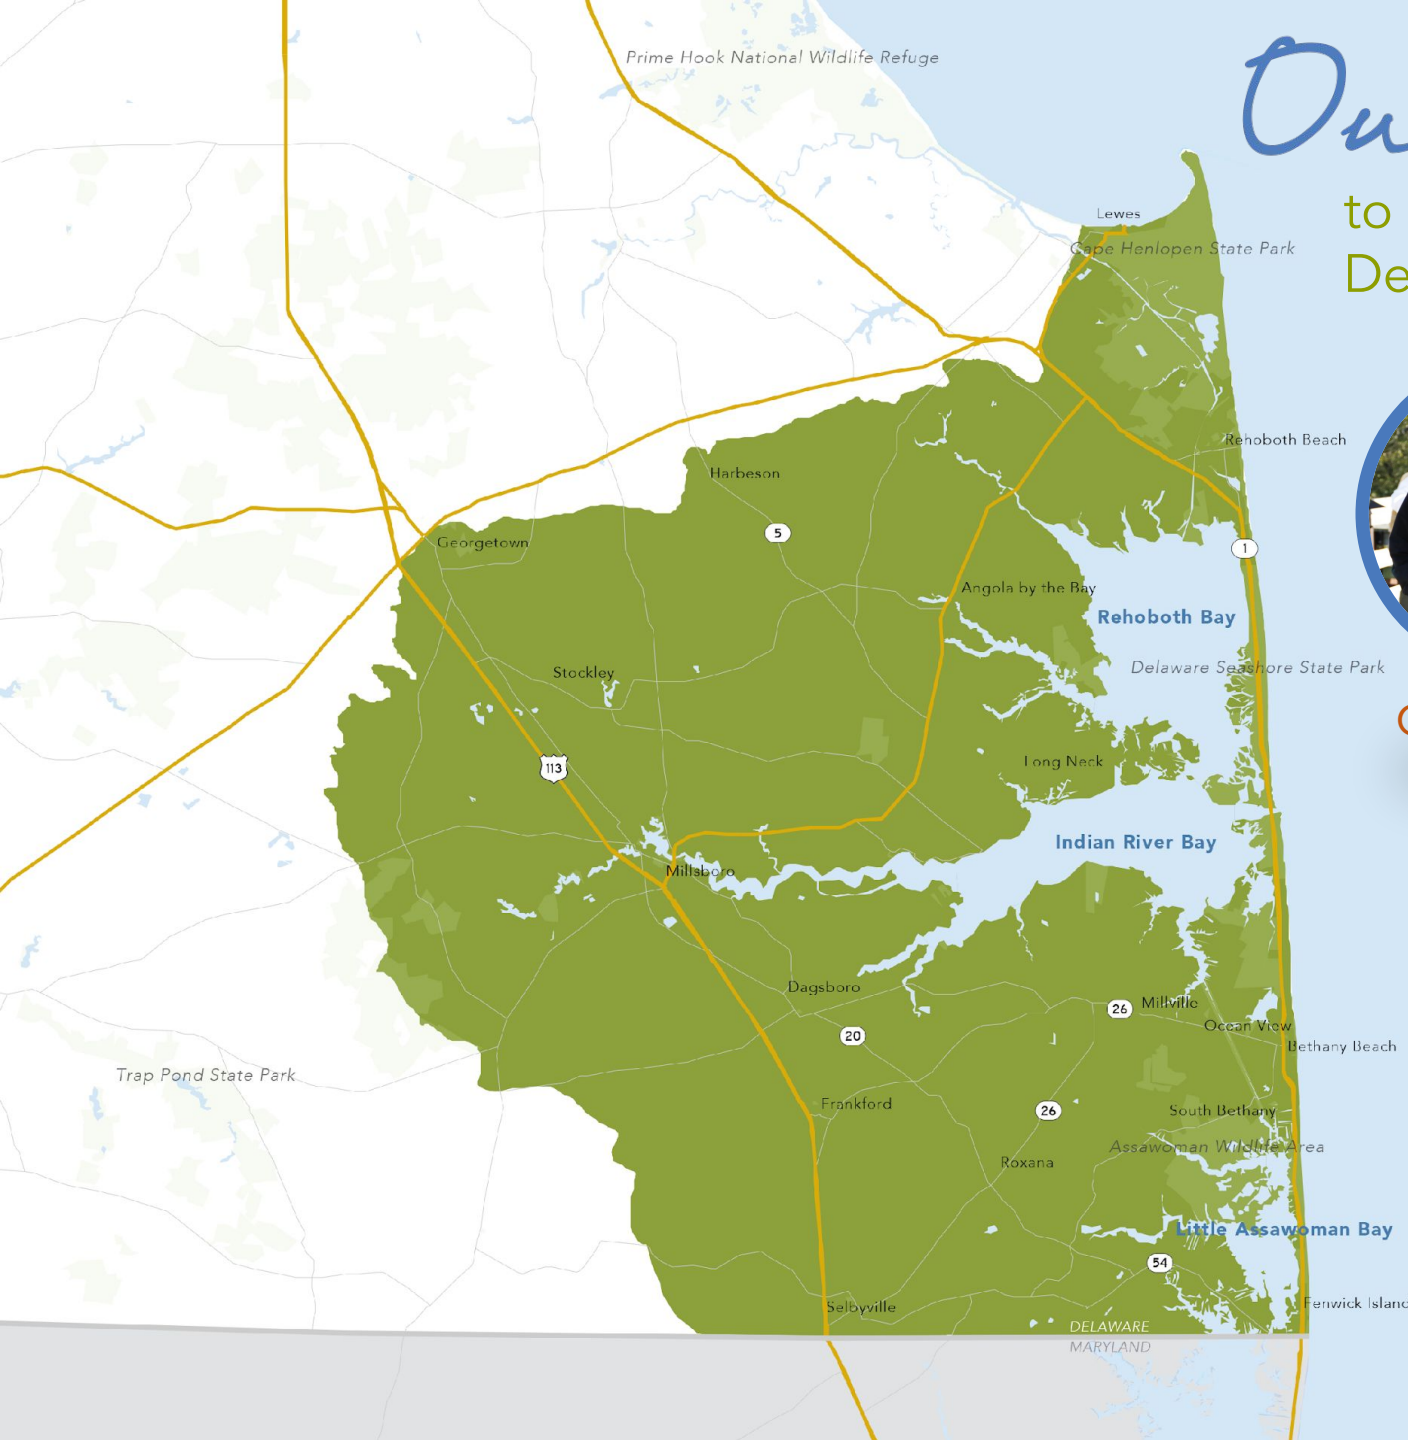 Prime Hook National Wildlife Refuge
Ou
to
De
Lewes
Cape Henlopen State Park
Rehoboth Beach
Harbeson
5
Georgetown
1
Angola by the Bay
Rehoboth Bay
Delaware Seashore State Park
Stockley
113
Long Neck
Indian River Bay
Millsboro
Dagsboro
26
Millville
20
Ocean View
Bethany Beach
Trap Pond State Park
Frankford
26
South Bethany
Assawoman Wildlife Area
Roxana
Little Assawoman Bay
54
Selbyville
Fenwick Island
DELAWARE
MARYLAND